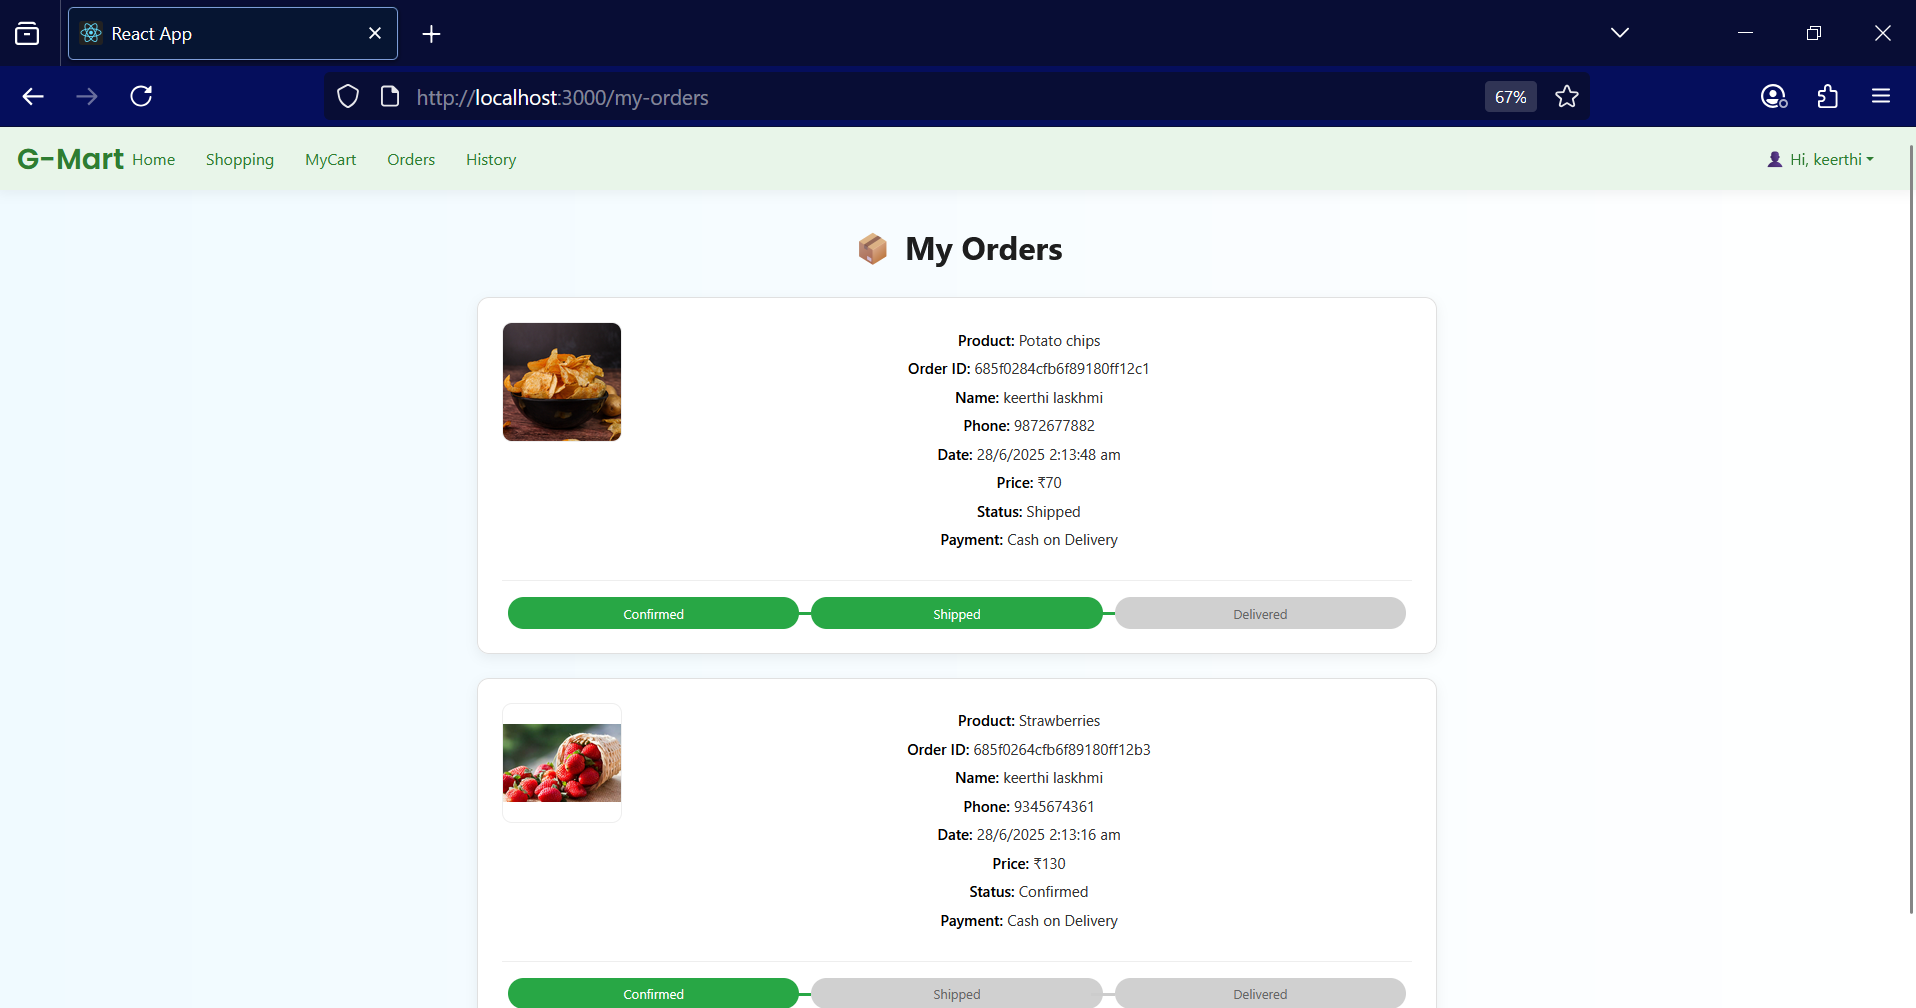 React App
http://localhost:3000/my-orders
67%
G-Mart Home Shopping MyCart Orders History
Hi, keerthi
My Orders
Product: Potato chips
Order ID: 685f0284cfb6f89180ff12c1
Name: keerthi laskhmi
Phone: 9872677882
Date: 28/6/2025 2:13:48 am
Price: ₹70
Status: Shipped
Payment: Cash on Delivery
Confirmed Shipped Delivered
Product: Strawberries
Order ID: 685f0264cfb6f89180ff12b3
Name: keerthi laskhmi
Phone: 9345674361
Date: 28/6/2025 2:13:16 am
Price: ₹130
Status: Confirmed
Payment: Cash on Delivery
Confirmed Shipped Delivered